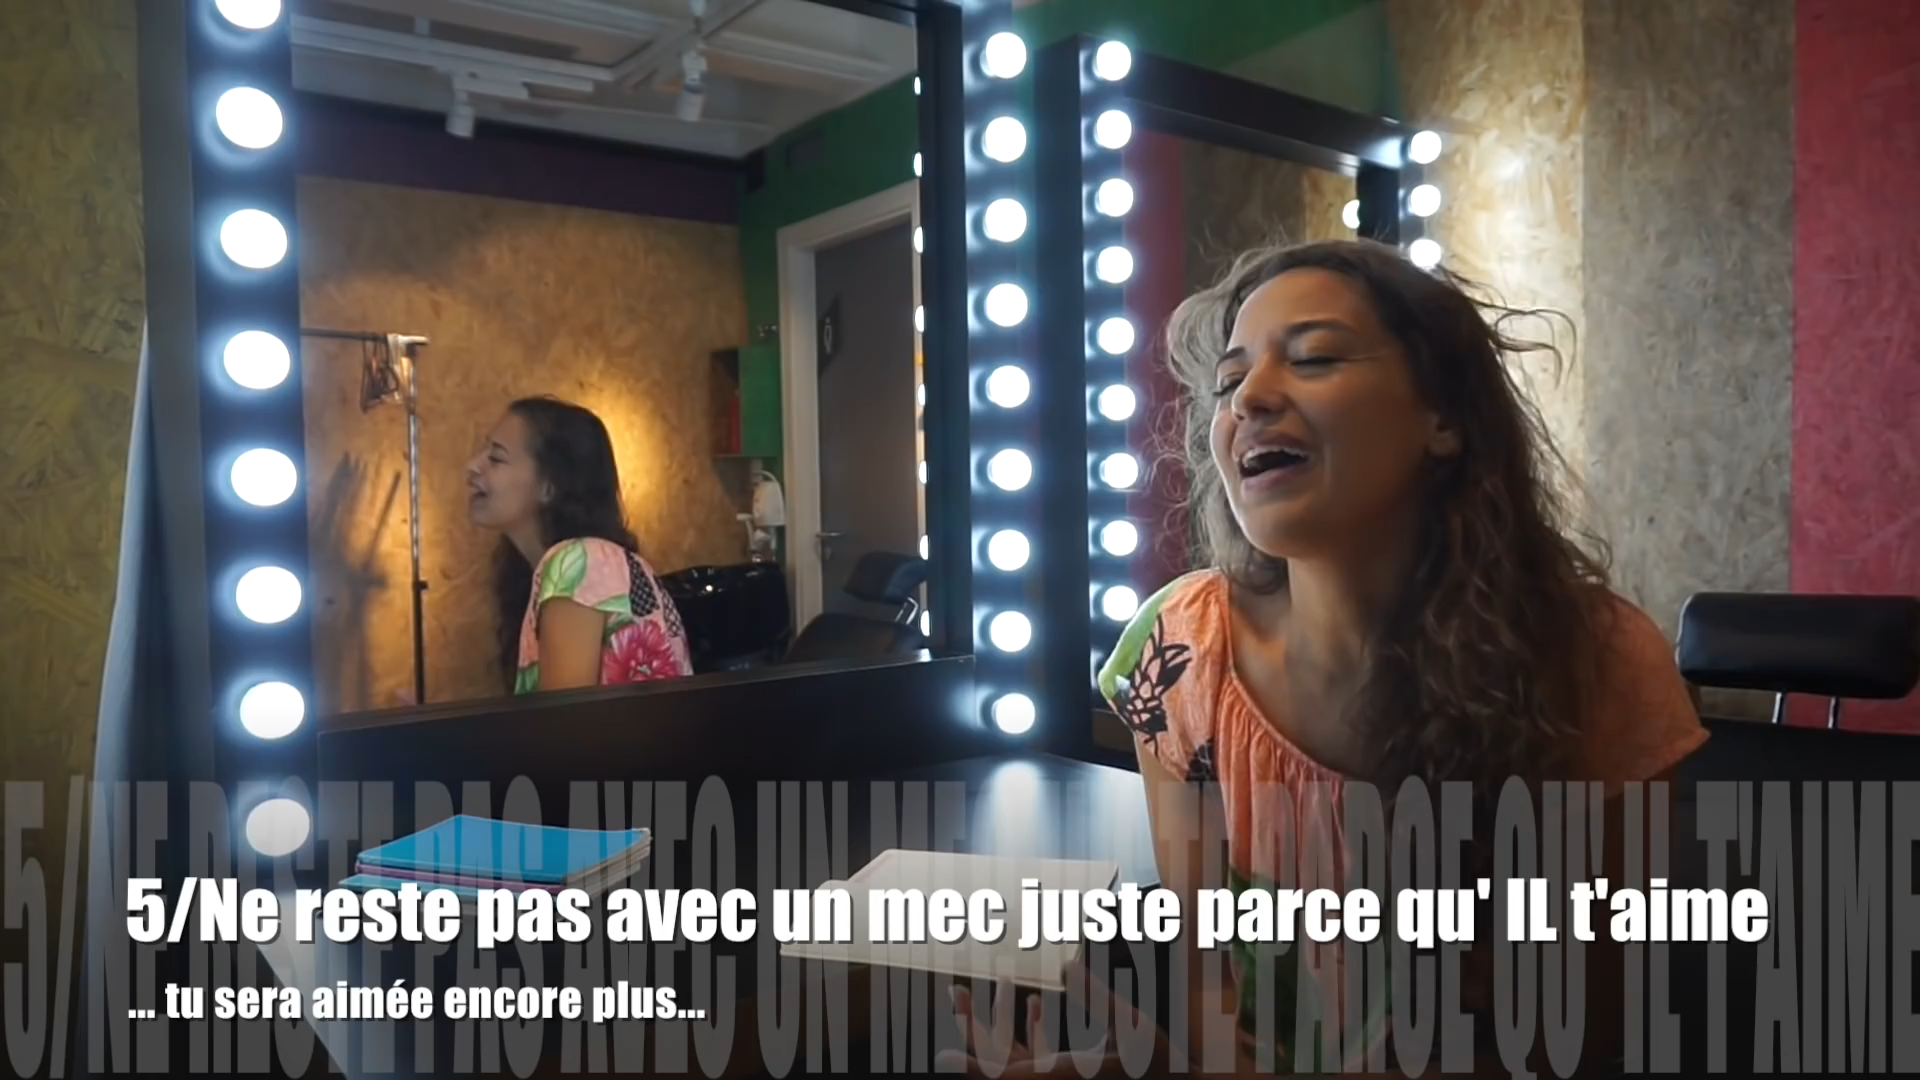 5/NE RESTE PAS AVEC UN MEC JUSTE PARCE QU' IL T'AIME
5/Ne reste pas avec un mec juste parce qu' IL t'aime
... tu sera aimée encore plus...